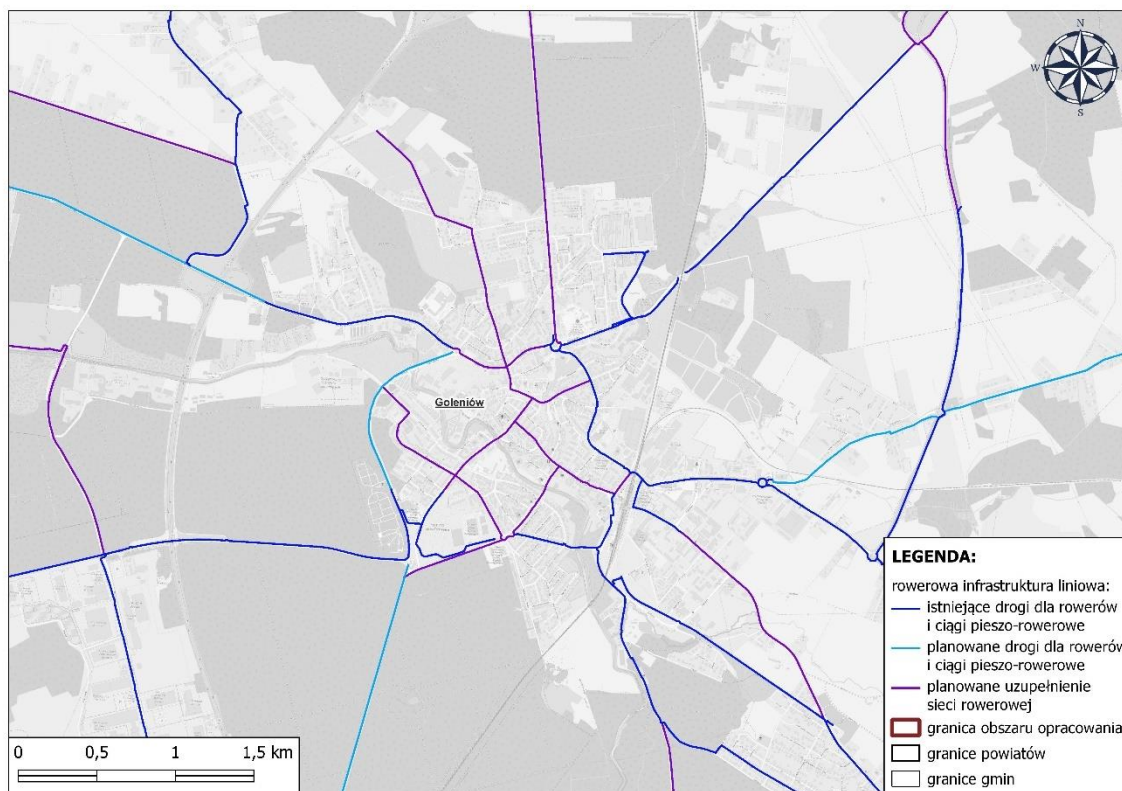 N
W
S
Goleniów
LEGENDA:
rowerowa infrastruktura liniowa:
istniejące drogi dla rowerów
i ciągi pieszo-rowerowe
planowane drogi dla rowerów
i ciągi pieszo-rowerowe
planowane uzupełnienie
sieci rowerowej
granica obszaru opracowania
granice powiatów
granice gmin
0 0,5 1 1,5 km